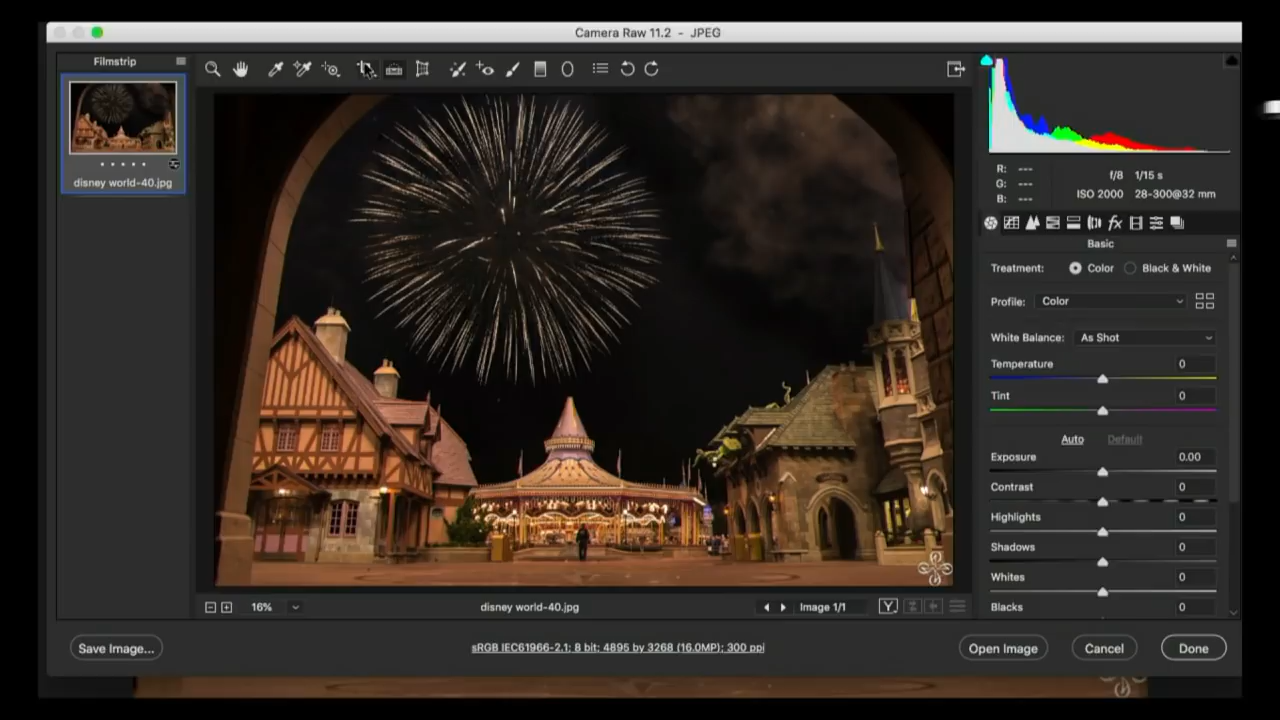 Camera Raw 11.2 - JPEG
Filmstrip
disney world-40.jpg
R: ---
G: ---
B: ---
f/8 1/15 s
ISO 2000 28-300@32 mm
fx
Basic
Treatment: Color Black & White
Profile: Color
White Balance: As Shot
Temperature 0
Tint 0
Auto Default
Exposure 0.00
Contrast 0
Highlights 0
Shadows 0
Whites 0
Blacks 0
16% disney world-40.jpg Image 1/1 Y
Save Image... sRGB IEC61966-2.1; 8 bit; 4895 by 3268 (16.0MP); 300 ppi Open Image Cancel Done